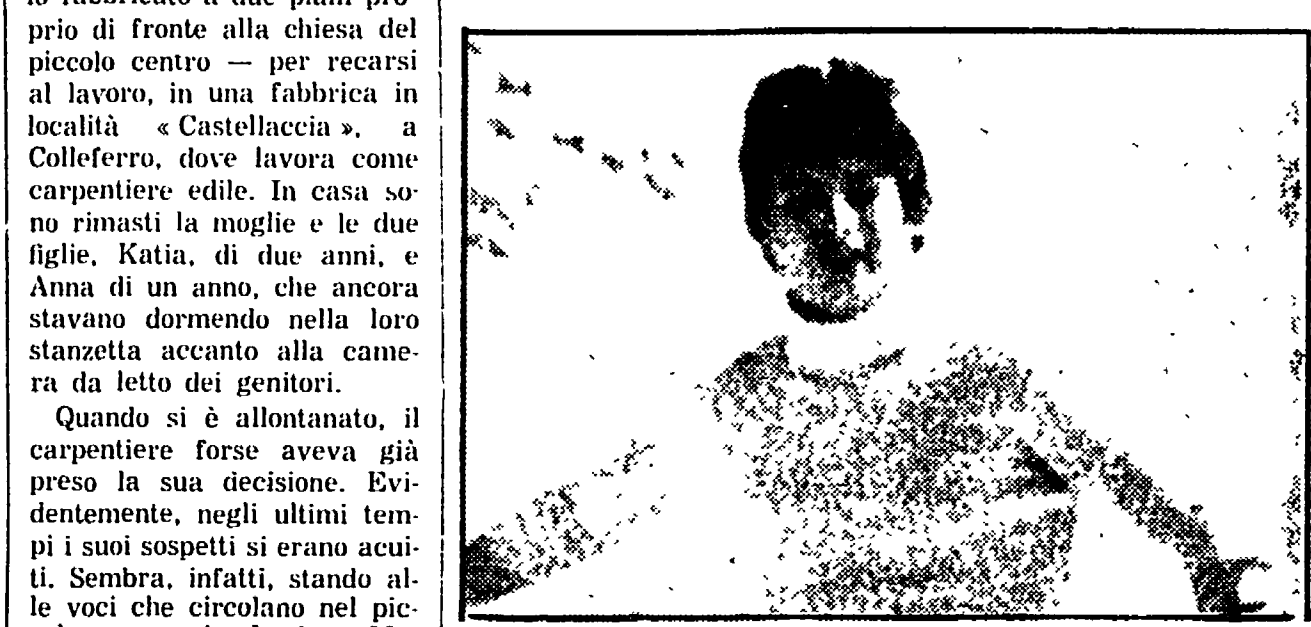 lo fabbricato a due piani pro-
prio di fronte alla chiesa del
piccolo centro — per recarsi
al lavoro, in una fabbrica in
località « Castellaccia ». a
Colleferro, dove lavora come
carpentiere edile. In casa so-
no rimasti la moglie e le due
figlie, Katia, di due anni, e
Anna di un anno, che ancora
stavano dormendo nella loro
stanzetta accanto alla came-
ra da letto dei genitori.
Quando si è allontanato, il
carpentiere forse aveva già
preso la sua decisione. Evi-
dentemente, negli ultimi tem-
pi i suoi sospetti si erano acui-
ti. Sembra, infatti, stando al-
le voci che circolano nel pic-